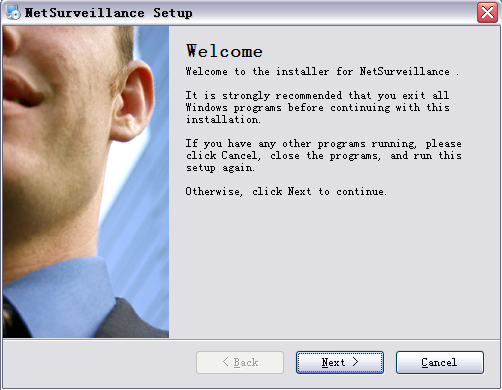 NetSurveillance Setup
Welcome
Welcome to the installer for NetSurveillance .
It is strongly recommended that you exit all
Windows programs before continuing with this
installation.
If you have any other programs running, please
click Cancel, close the programs, and run this
setup again.
Otherwise, click Next to continue.
< Back
Next >
Cancel